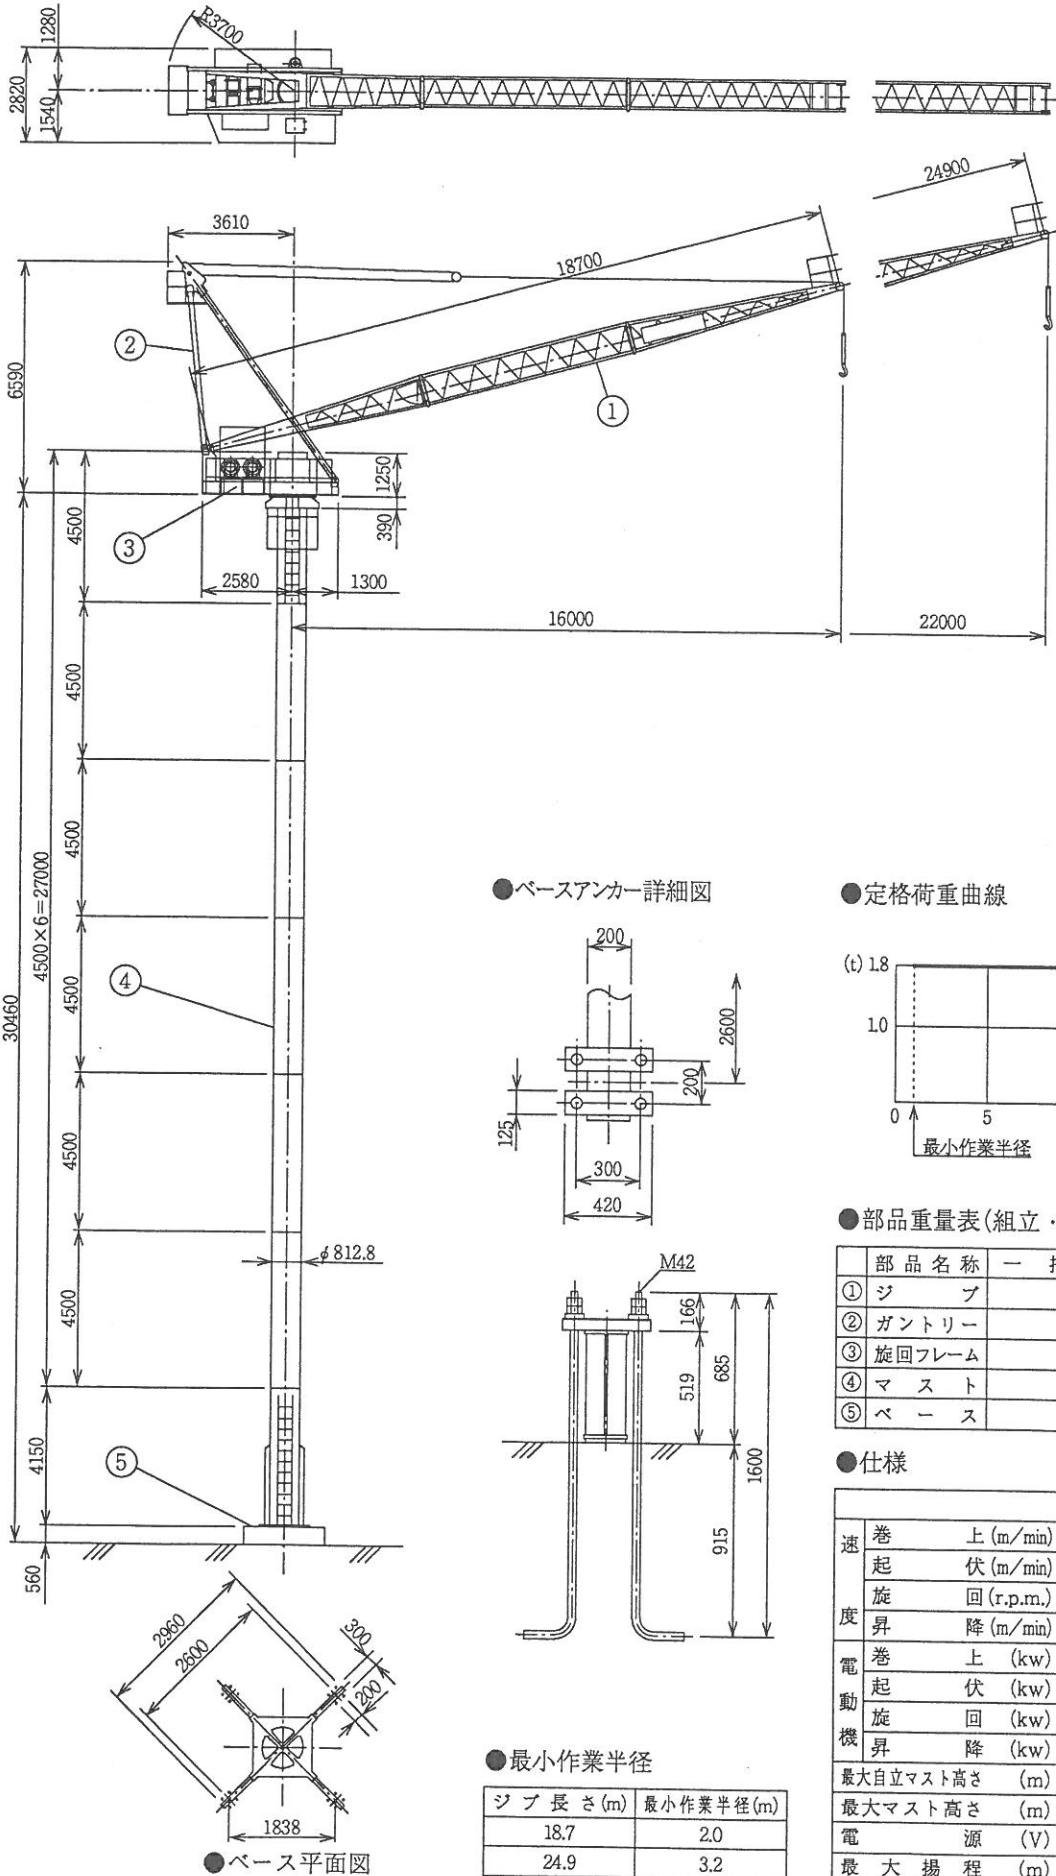 1280
2820
1540
R3700
24900
3610
18700
②
①
6590
1250
390
③
4500
2580
1300
16000
22000
4500
4500
4500×6=27000
④
4500
30460
4500
φ812.8
4500
4150
⑤
560
2960
2600
300
200
1838
●ベース平面図
●ベースアンカー詳細図
200
2600
200
125
300
420
M42
166
519
685
1600
915
●最小作業半径
ジブ長さ(m) 最小作業半径(m)
18.7 2.0
24.9 3.2
●定格荷重曲線
(t) 1.8
1.0
0 5
最小作業半径
●部品重量表(組立・
部品名称 一
① ジブ
② ガントリー
③ 旋回フレーム
④ マスト
⑤ ベース
●仕様
速度
巻上(m/min)
起伏(m/min)
旋回(r.p.m.)
昇降(m/min)
電動機
巻上(kw)
起伏(kw)
旋回(kw)
昇降(kw)
最大自立マスト高さ(m)
最大マスト高さ(m)
電源(V)
最大揚程(m)